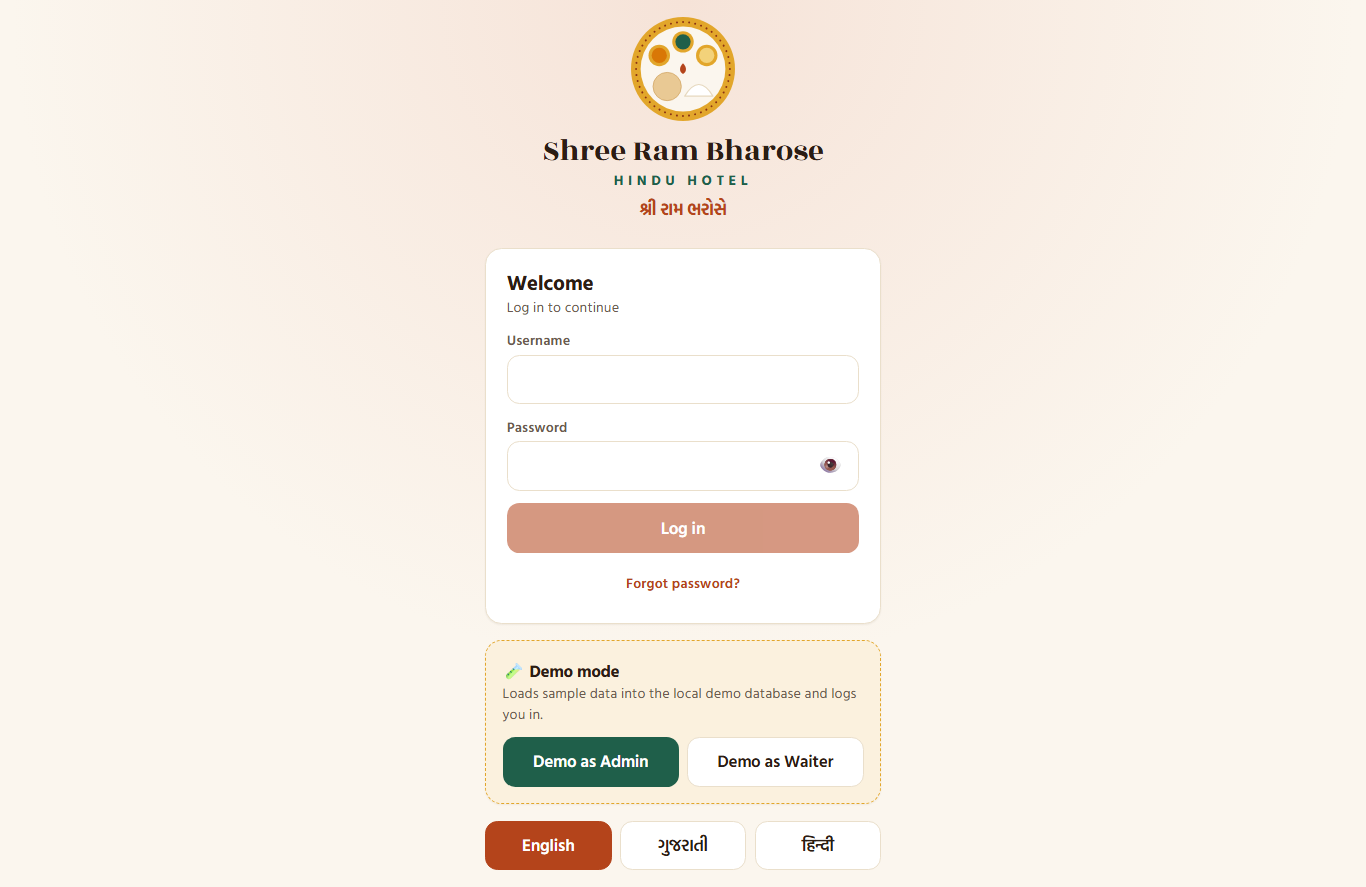 Shree Ram Bharose
HINDU HOTEL
શ્રી રામ ભરોસે
Welcome
Log in to continue
Username
Password
Log in
Forgot password?
Demo mode
Loads sample data into the local demo database and logs
you in.
Demo as Admin
Demo as Waiter
English
ગુજરાતી
हिन्दी